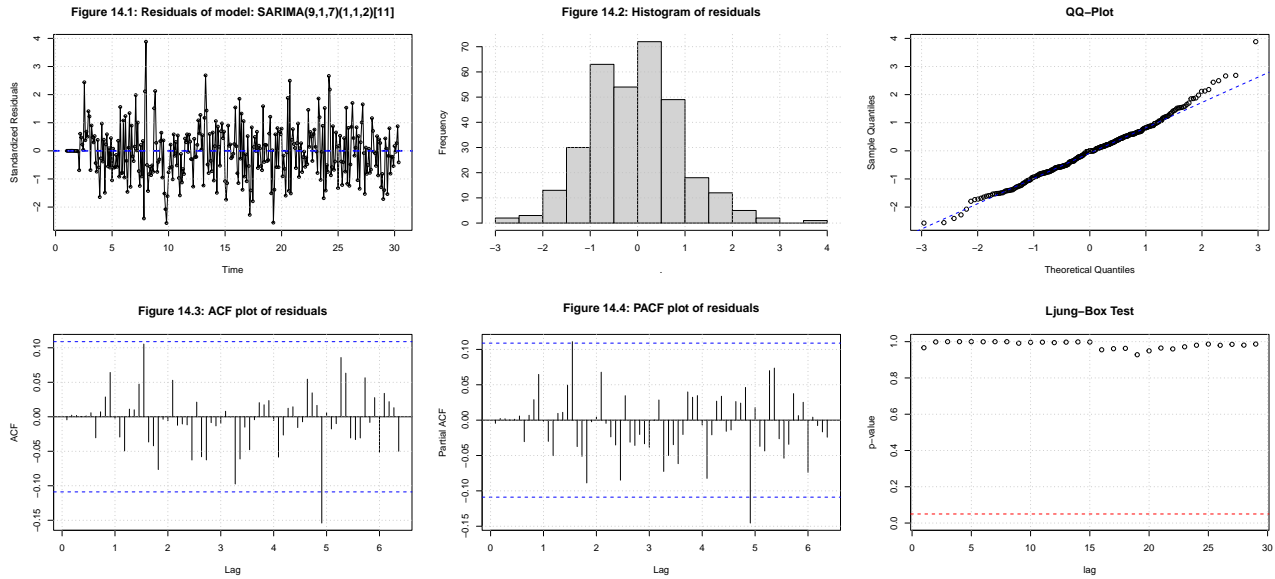 Figure 14.1: Residuals of model: SARIMA(9,1,7)(1,1,2)[11]
Standardized Residuals
4
3
2
1
0
−1
−2
0 5 10 15 20 25 30
Time
Figure 14.2: Histogram of residuals
Frequency
70
60
50
40
30
20
10
0
−3 −2 −1 0 1 2 3 4
.
QQ−Plot
Sample Quantiles
4
3
2
1
0
−1
−2
−3 −2 −1 0 1 2 3
Theoretical Quantiles
Figure 14.3: ACF plot of residuals
ACF
0.10
0.05
0.00
−0.05
−0.10
−0.15
0 1 2 3 4 5 6
Lag
Figure 14.4: PACF plot of residuals
Partial ACF
0.10
0.05
0.00
−0.05
−0.10
−0.15
0 1 2 3 4 5 6
Lag
Ljung−Box Test
p−value
1.0
0.8
0.6
0.4
0.2
0.0
0 5 10 15 20 25 30
lag